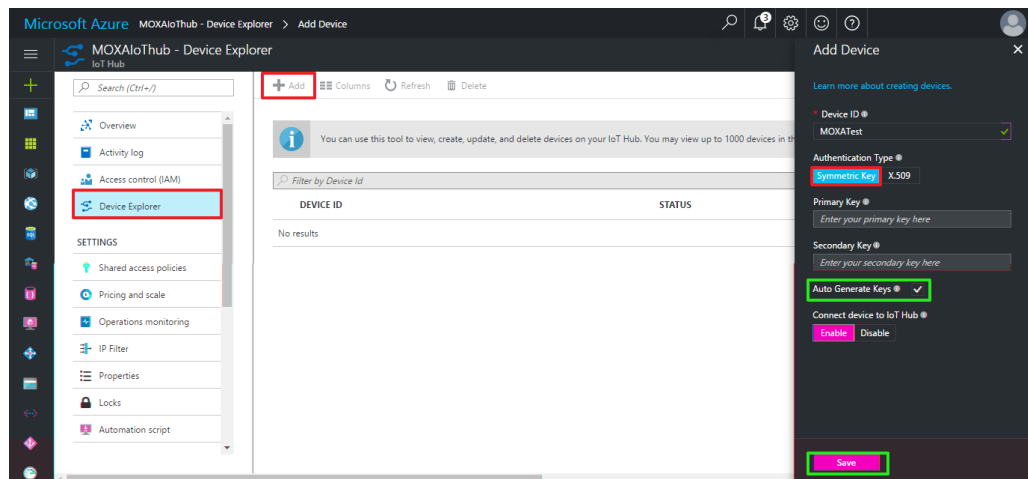 Microsoft Azure MOXAIoThub - Device Explorer > Add Device
3
MOXAIoThub - Device Explorer
IoT Hub
Search (Ctrl+/)
Overview
Activity log
Access control (IAM)
Device Explorer
SETTINGS
Shared access policies
Pricing and scale
Operations monitoring
IP Filter
Properties
Locks
Automation script
Add Columns Refresh Delete
You can use this tool to view, create, update, and delete devices on your IoT Hub. You may view up to 1000 devices in th
Filter by Device Id
DEVICE ID STATUS
No results
Add Device
Learn more about creating devices.
* Device ID
MOXATest
Authentication Type
Symmetric Key X.509
Primary Key
Enter your primary key here
Secondary Key
Enter your secondary key here
Auto Generate Keys
Connect device to IoT Hub
Enable Disable
Save